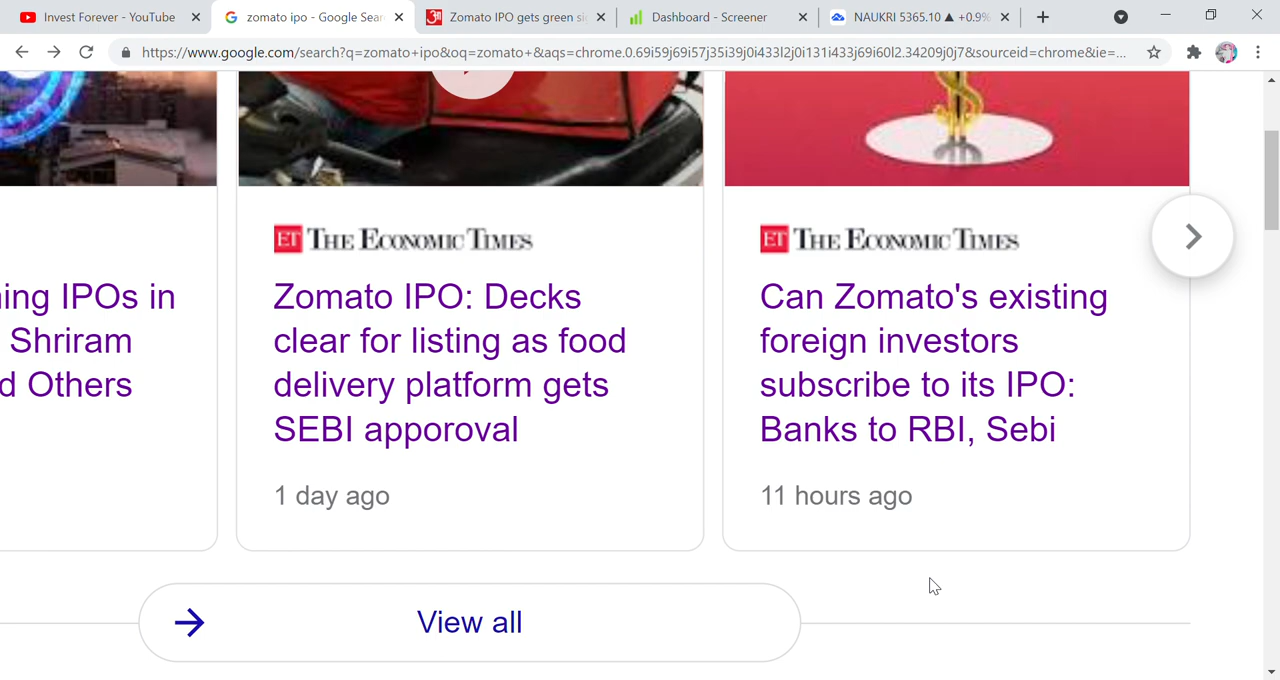 Invest Forever - YouTube
zomato ipo - Google Sear
Zomato IPO gets green si
Dashboard - Screener
NAUKRI 5365.10 ▲ +0.9%
https://www.google.com/search?q=zomato+ipo&oq=zomato+&aqs=chrome.0.69i59j69i57j35i39j0i433l2j0i131i433j69i60l2.34209j0j7&sourceid=chrome&ie=...
ing IPOs in
Shriram
d Others
ET THE ECONOMIC TIMES
Zomato IPO: Decks
clear for listing as food
delivery platform gets
SEBI apporoval
1 day ago
ET THE ECONOMIC TIMES
Can Zomato's existing
foreign investors
subscribe to its IPO:
Banks to RBI, Sebi
11 hours ago
View all